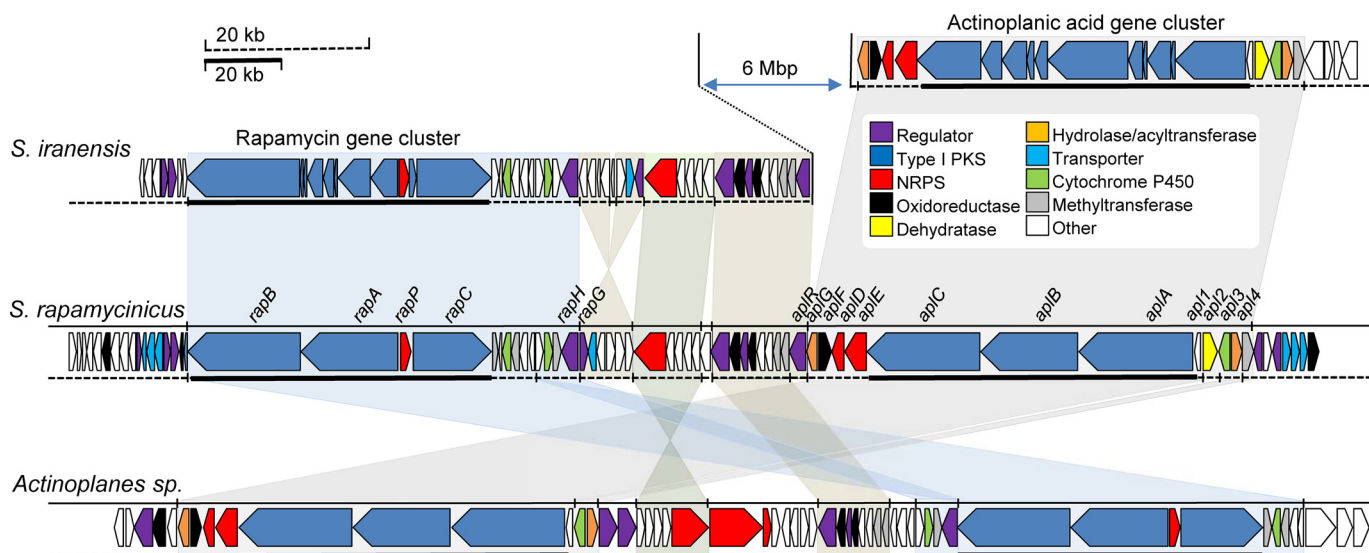 Actinoplanic acid gene cluster
20 kb
20 kb
6 Mbp
S. iranensis
Rapamycin gene cluster
Regulator
Type I PKS
NRPS
Oxidoreductase
Dehydratase
Hydrolase/acyltransferase
Transporter
Cytochrome P450
Methyltransferase
Other
S. rapamycinicus
rapB
rapA
rapP
rapC
rapH
rapG
aplR
aplG
aplF
aplD
aplE
aplC
aplB
aplA
apl1
apl2
apl3
apl4
Actinoplanes sp.